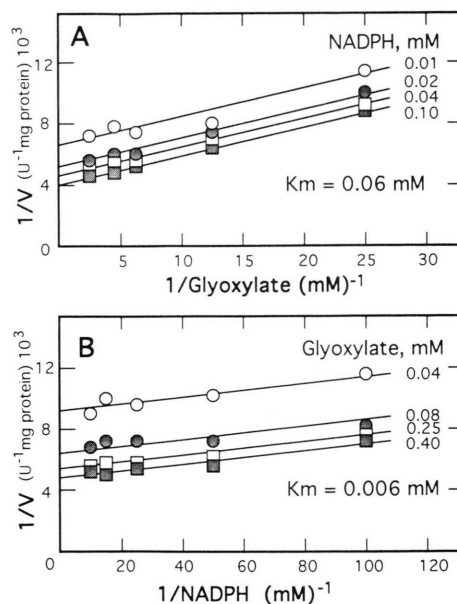 A
NADPH, mM
0.01
0.02
0.04
0.10
12
8
4
0
Km = 0.06 mM
5
10
15
20
25
30
1/V (U⁻¹mg protein) 10³
1/Glyoxylate (mM)⁻¹
B
Glyoxylate, mM
0.04
0.08
0.25
0.40
12
8
4
0
Km = 0.006 mM
20
40
60
80
100
120
1/V (U⁻¹mg protein) 10³
1/NADPH (mM)⁻¹